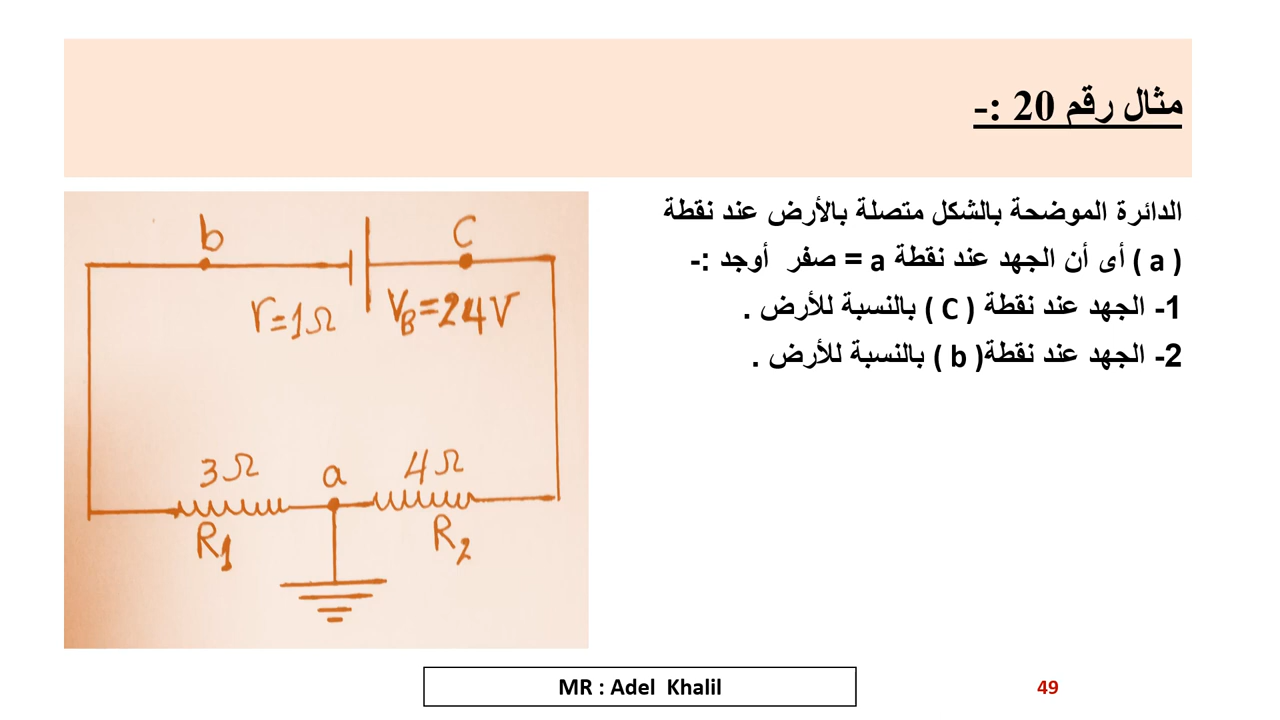 مثال رقم 20 :-
الدائرة الموضحة بالشكل متصلة بالأرض عند نقطة
( a ) أى أن الجهد عند نقطة a = صفر أوجد :-
1- الجهد عند نقطة ( C ) بالنسبة للأرض .
2- الجهد عند نقطة( b ) بالنسبة للأرض .
b
C
r=1Ω
V_B=24V
3Ω
a
4Ω
R1
R2
MR : Adel Khalil
49